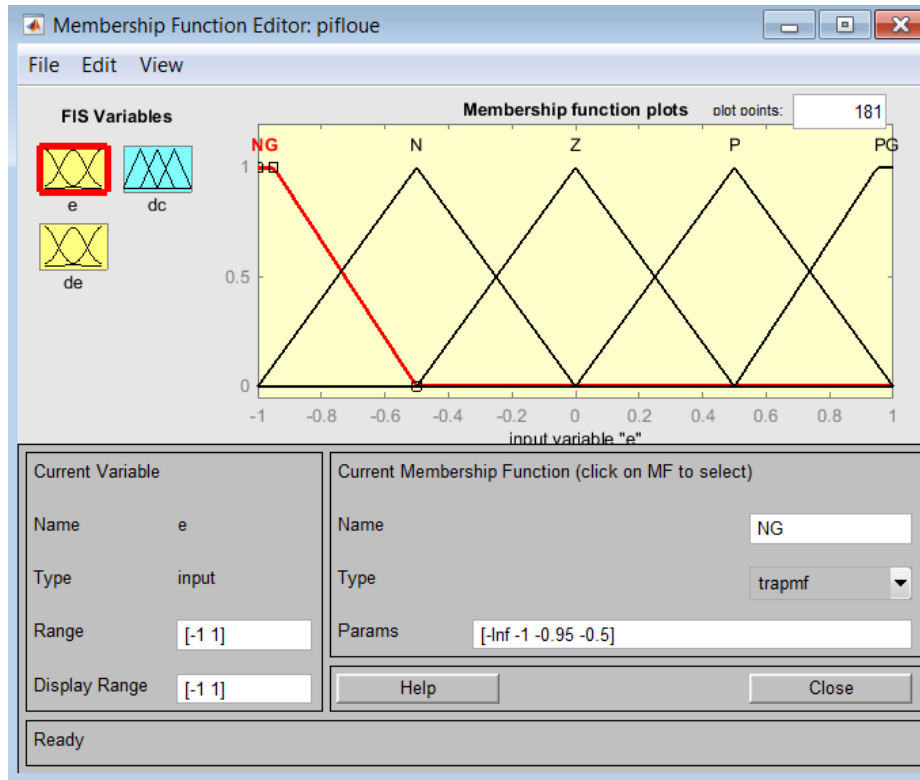 Membership Function Editor: pifloue
File Edit View
FIS Variables
Membership function plots plot points: 181
NG N Z P PG
e dc
de
1
0.5
0
-1 -0.8 -0.6 -0.4 -0.2 0 0.2 0.4 0.6 0.8 1
input variable "e"
Current Variable
Name e
Type input
Range [-1 1]
Display Range [-1 1]
Current Membership Function (click on MF to select)
Name NG
Type trapmf
Params [-Inf -1 -0.95 -0.5]
Help Close
Ready